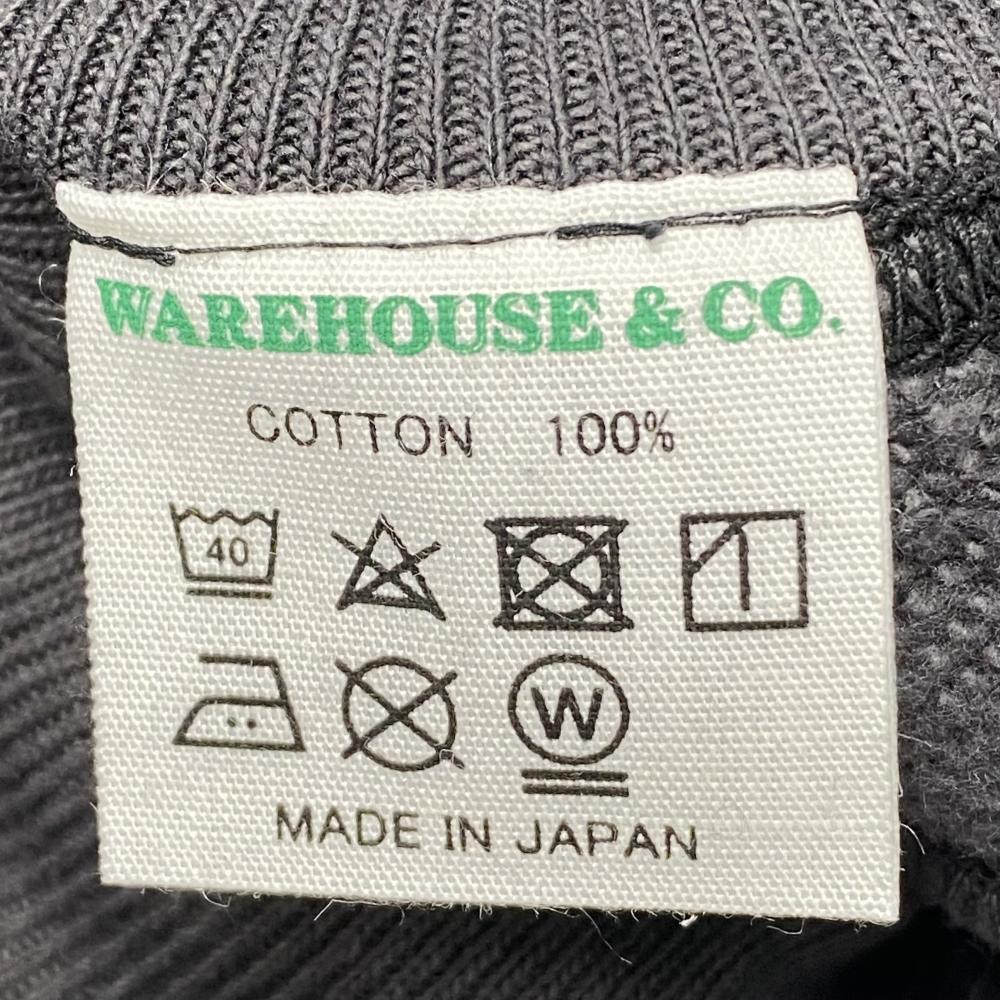 WAREHOUSE & CO.
COTTON 100%
40
W
MADE IN JAPAN